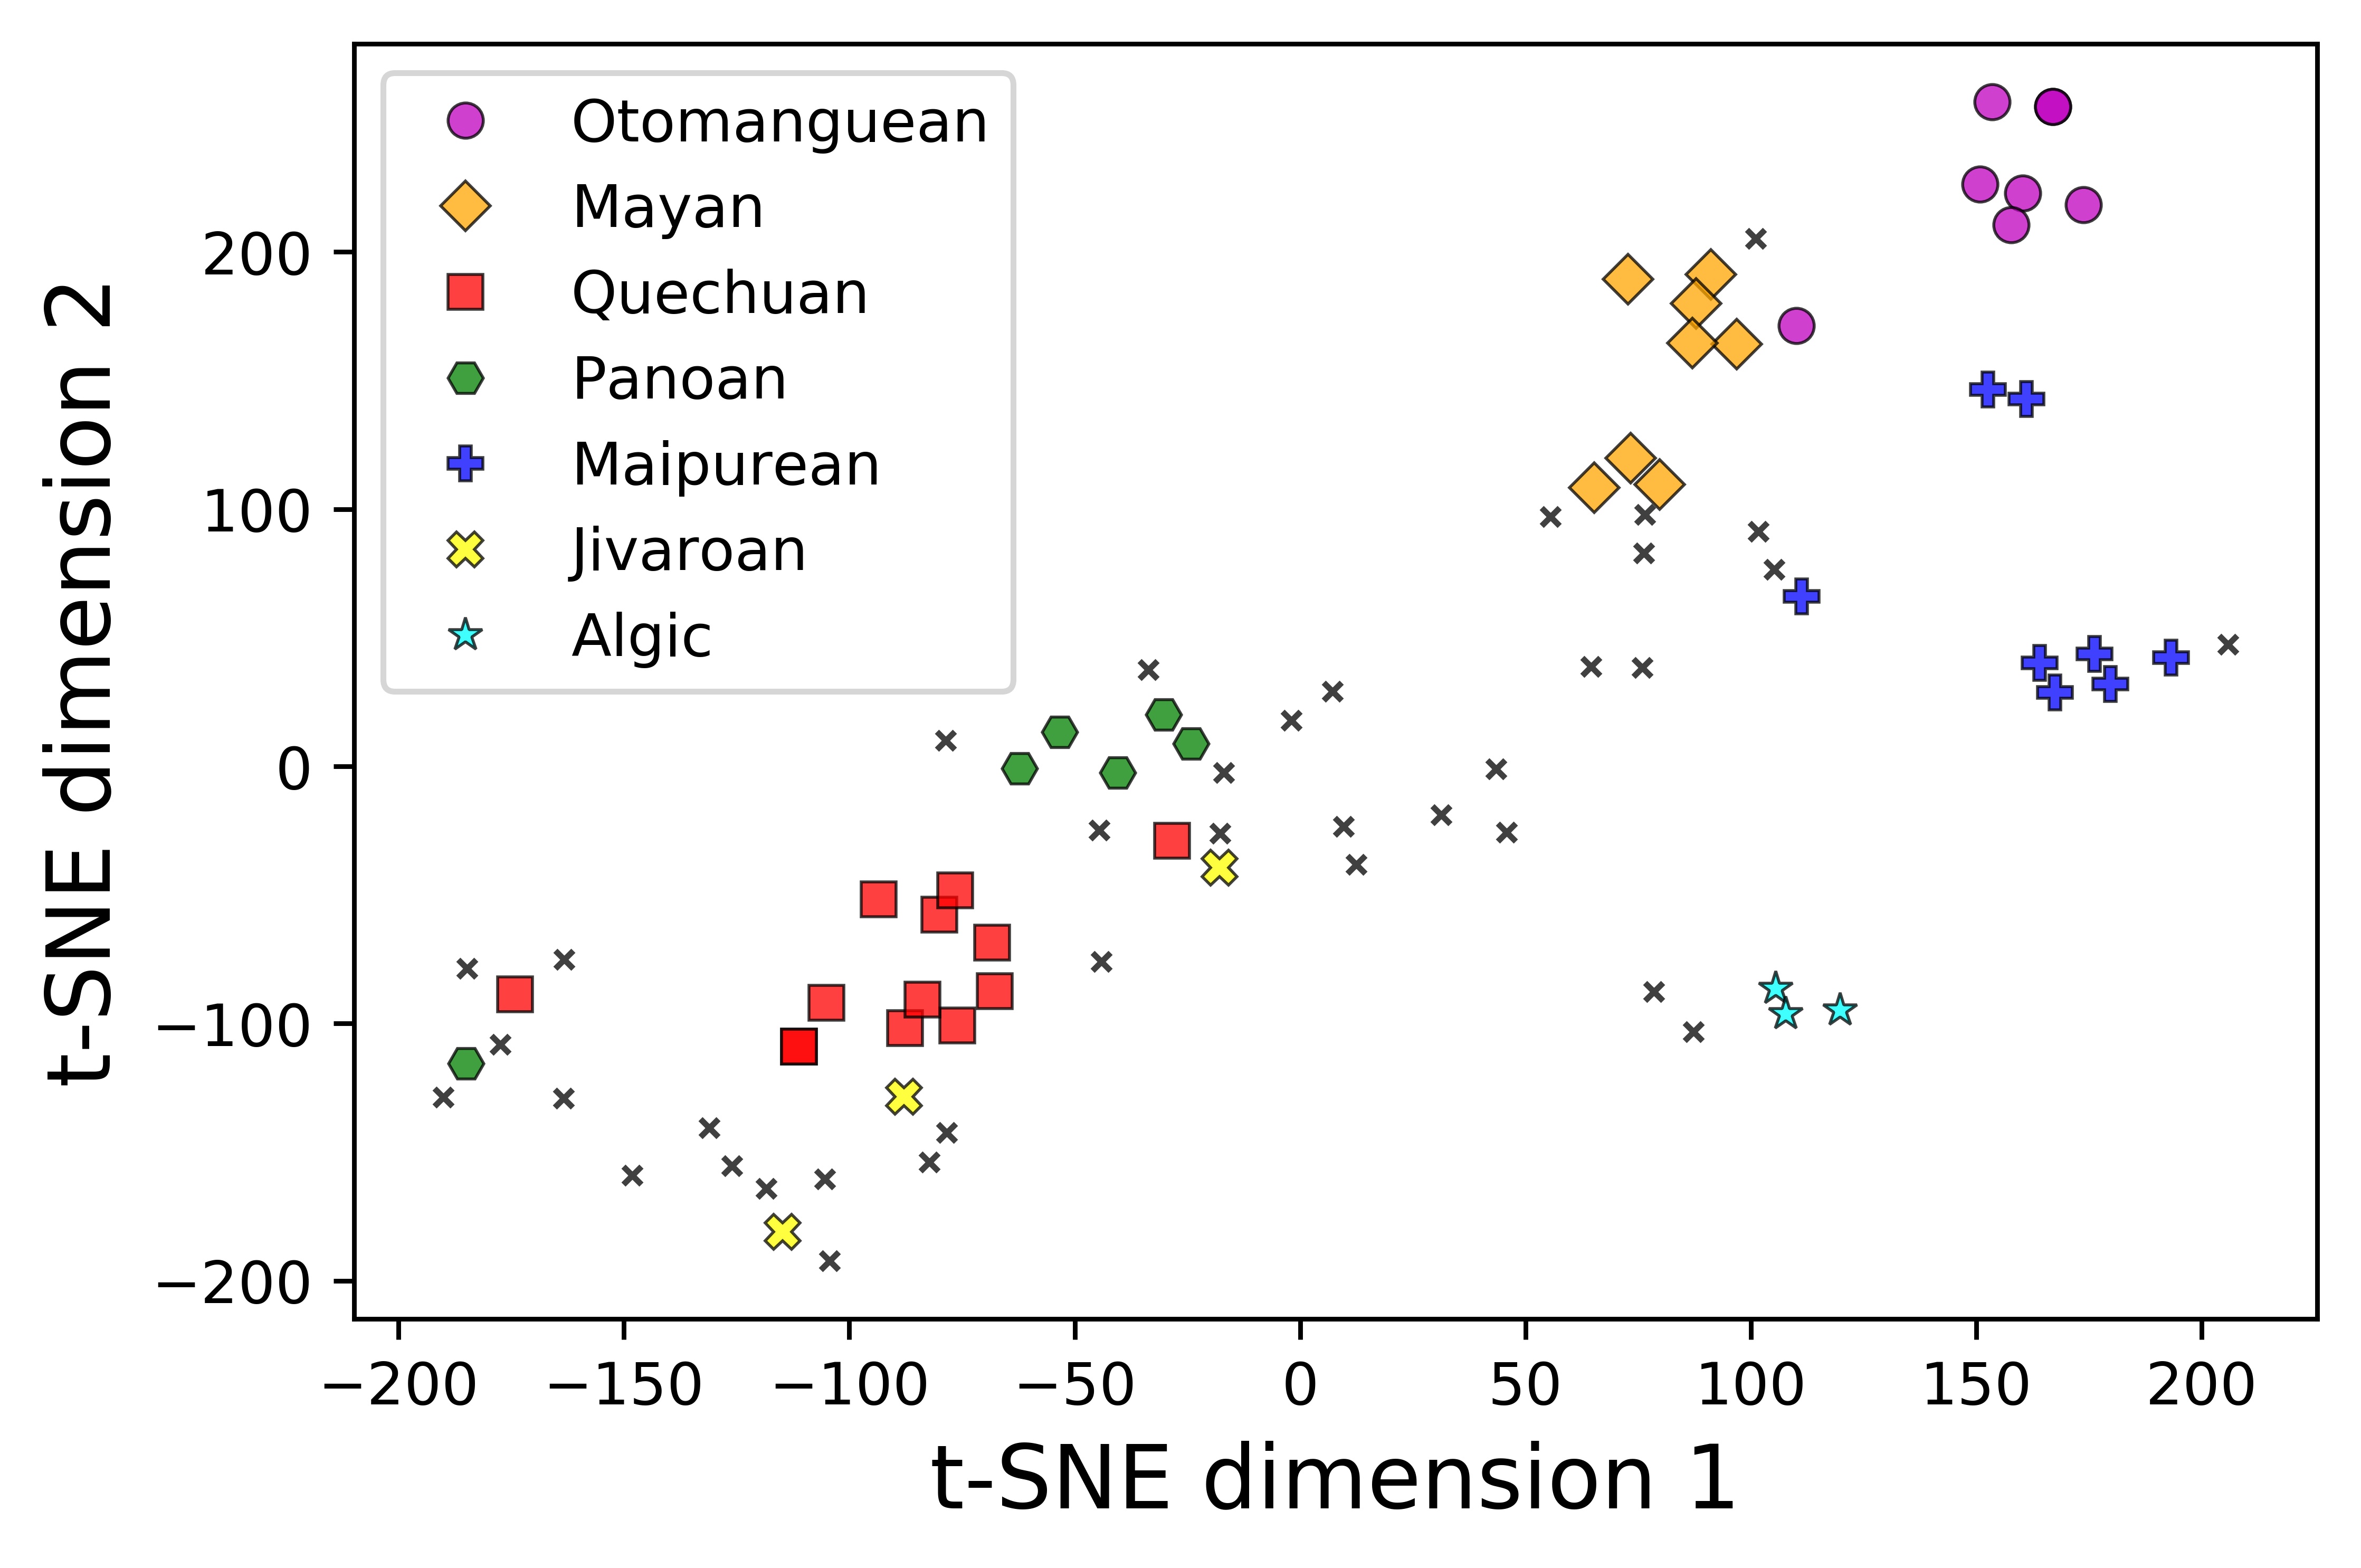 Otomanguean
Mayan
Quechuan
Panoan
Maipurean
Jivaroan
Algic
t-SNE dimension 2
200
100
0
−100
−200
−200 −150 −100 −50 0 50 100 150 200
t-SNE dimension 1